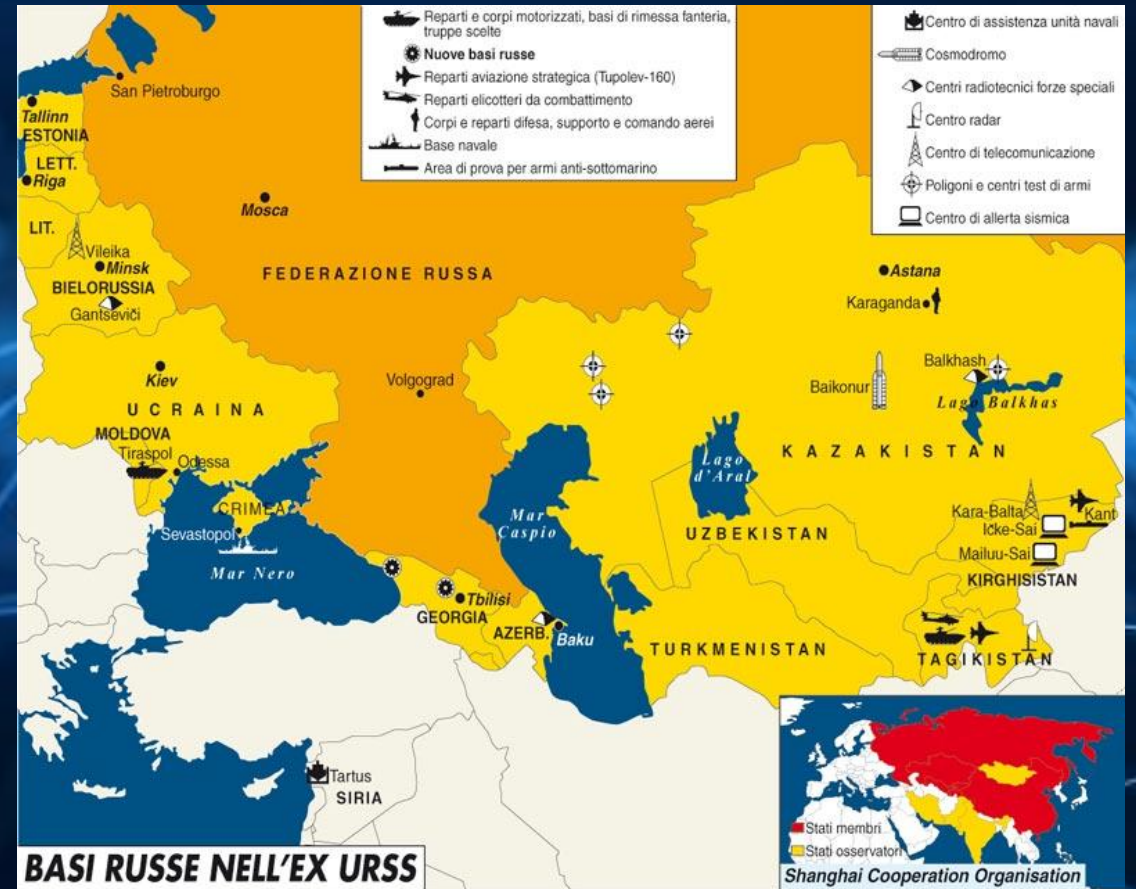 Reparti e corpi motorizzati, basi di rimessa fanteria,
truppe scelte
Nuove basi russe
Reparti aviazione strategica (Tupolev-160)
Reparti elicotteri da combattimento
Corpi e reparti difesa, supporto e comando aerei
Base navale
Area di prova per armi anti-sottomarino
Centro di assistenza unità navali
Cosmodromo
Centri radiotecnici forze speciali
Centro radar
Centro di telecomunicazione
Poligoni e centri test di armi
Centro di allerta sismica
San Pietroburgo
Tallinn
ESTONIA
LETT.
Riga
LIT.
Vileika
Minsk
BIELORUSSIA
Gantsevići
Mosca
FEDERAZIONE RUSSA
Kiev
UCRAINA
MOLDOVA
Tiraspol
Odessa
CRIMEA
Sevastopol
Mar Nero
Volgograd
Astana
Karaganda
Baikonur
Balkhash
Lago Balkhas
KAZAKISTAN
Lago
d'Aral
Mar
Caspio
UZBEKISTAN
Kara-Balta
Kant
Ičke-Sai
Mailuu-Sai
KIRGHISISTAN
Tbilisi
GEORGIA
AZERB.
Baku
TURKMENISTAN
TAGIKISTAN
Tartus
SIRIA
Stati membri
Stati osservatori
Shanghai Cooperation Organisation
BASI RUSSE NELL'EX URSS